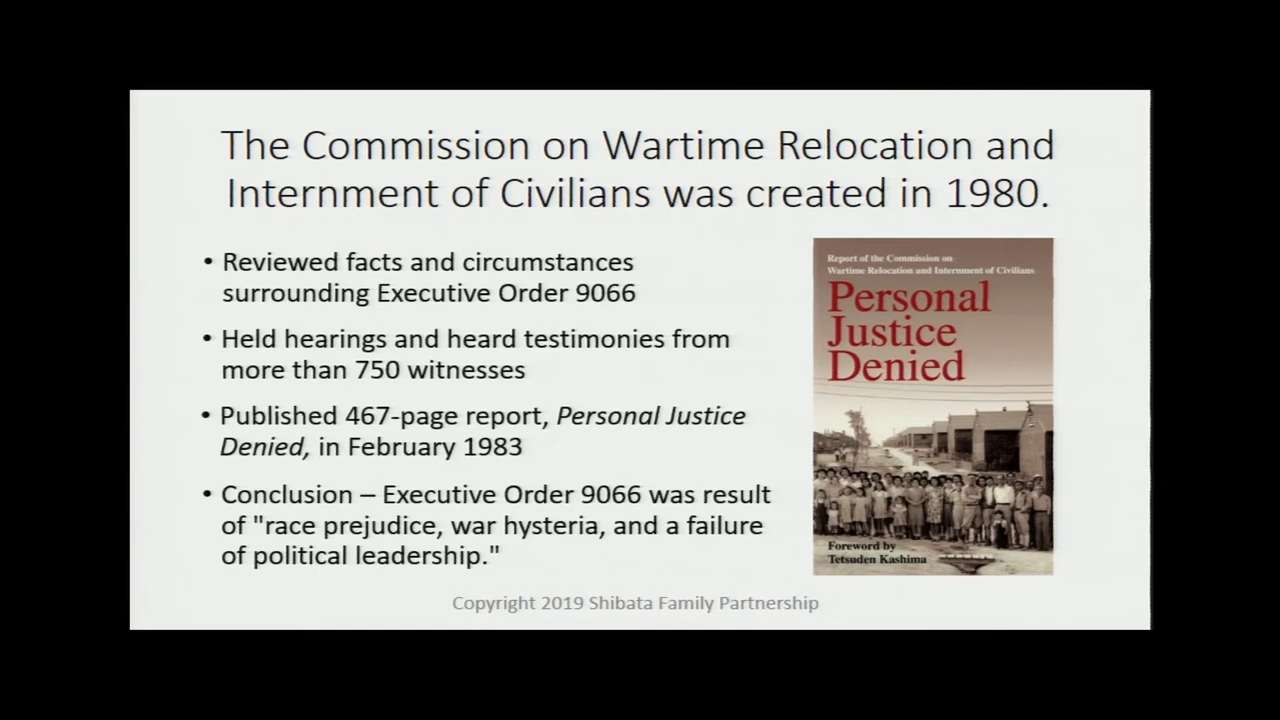 The Commission on Wartime Relocation and
Internment of Civilians was created in 1980.
• Reviewed facts and circumstances
surrounding Executive Order 9066
• Held hearings and heard testimonies from
more than 750 witnesses
• Published 467-page report, Personal Justice
Denied, in February 1983
• Conclusion – Executive Order 9066 was result
of "race prejudice, war hysteria, and a failure
of political leadership."
Report of the Commission on
Wartime Relocation and Internment of Civilians
Personal
Justice
Denied
Foreword by
Tetsuden Kashima
Copyright 2019 Shibata Family Partnership